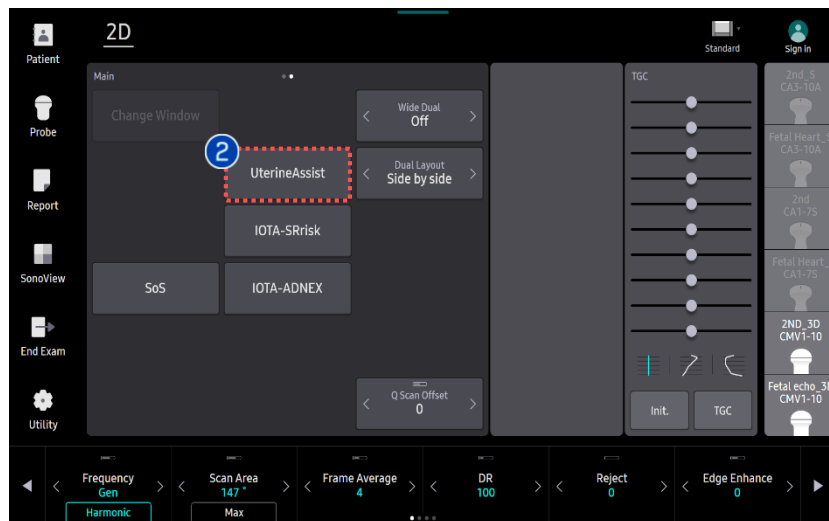 2D
Patient
Probe
Report
SonoView
End Exam
Utility
Standard
Sign in
Main
Change Window
Wide Dual
Off
2
UterineAssist
Dual Layout
Side by side
IOTA-SRrisk
SoS
IOTA-ADNEX
Q Scan Offset
0
TGC
Init.
TGC
2nd_S
CA3-10A
Fetal Heart_S
CA3-10A
2nd
CA1-7S
Fetal Heart
CA1-7S
2ND_3D
CMV1-10
Fetal echo_3D
CMV1-10
Frequency
Gen
Harmonic
Scan Area
147 °
Max
Frame Average
4
DR
100
Reject
0
Edge Enhance
0